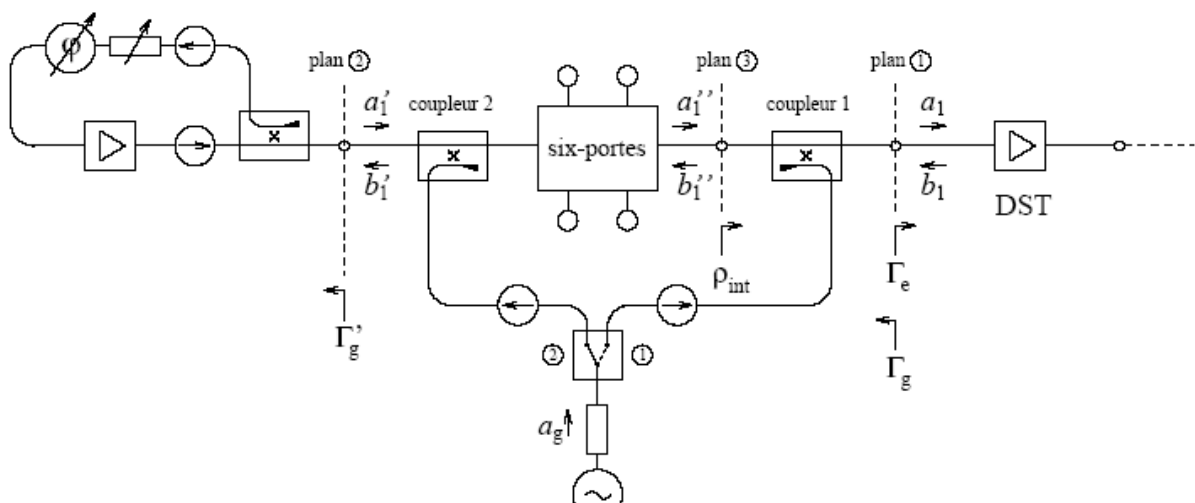 φ
plan ②
a₁'
b₁'
coupleur 2
six-portes
a₁''
b₁''
plan ③
coupleur 1
plan ①
a₁
b₁
DST
ρint
Γe
Γg
Γg'
②
①
ag